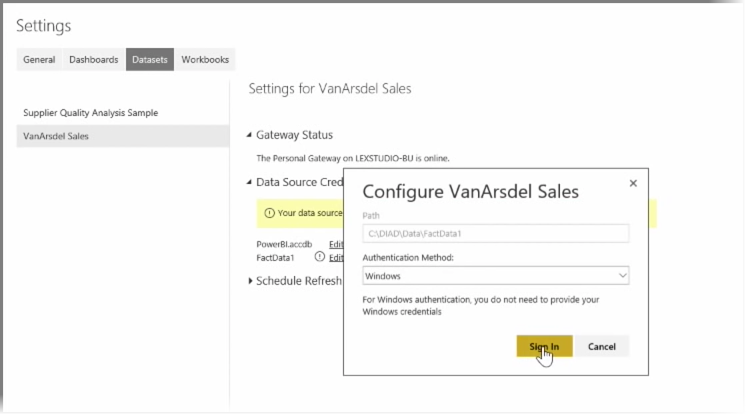 Settings
General Dashboards Datasets Workbooks
Settings for VanArsdel Sales
Supplier Quality Analysis Sample
VanArsdel Sales
Gateway Status
The Personal Gateway on LEXSTUDIO-BU is online.
Data Source Cred
Your data source
PowerBI.accdb Edit
FactData1 Edit
Schedule Refresh
Configure VanArsdel Sales
Path
C:\DIAD\Data\FactData1
Authentication Method:
Windows
For Windows authentication, you do not need to provide your
Windows credentials
Sign In Cancel